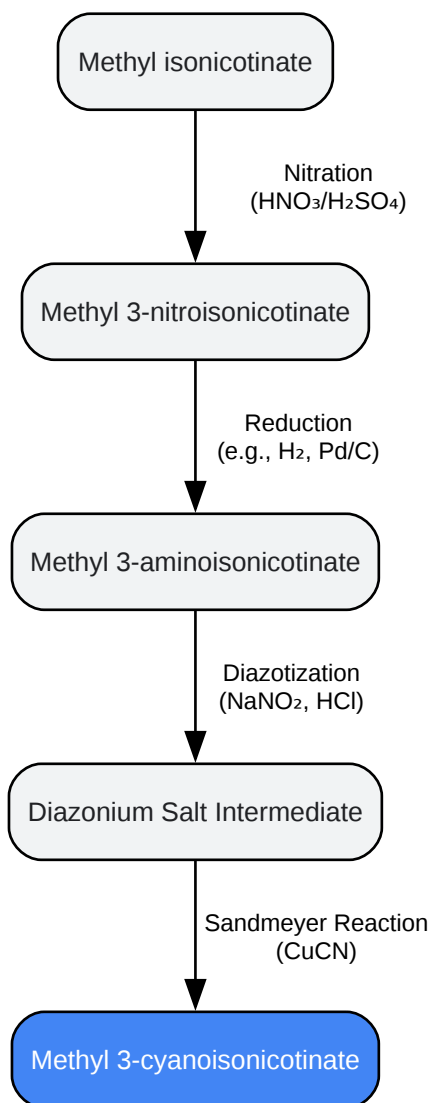 Methyl isonicotinate
Nitration
(HNO₃/H₂SO₄)
Methyl 3-nitroisonicotinate
Reduction
(e.g., H₂, Pd/C)
Methyl 3-aminoisonicotinate
Diazotization
(NaNO₂, HCl)
Diazonium Salt Intermediate
Sandmeyer Reaction
(CuCN)
Methyl 3-cyanoisonicotinate